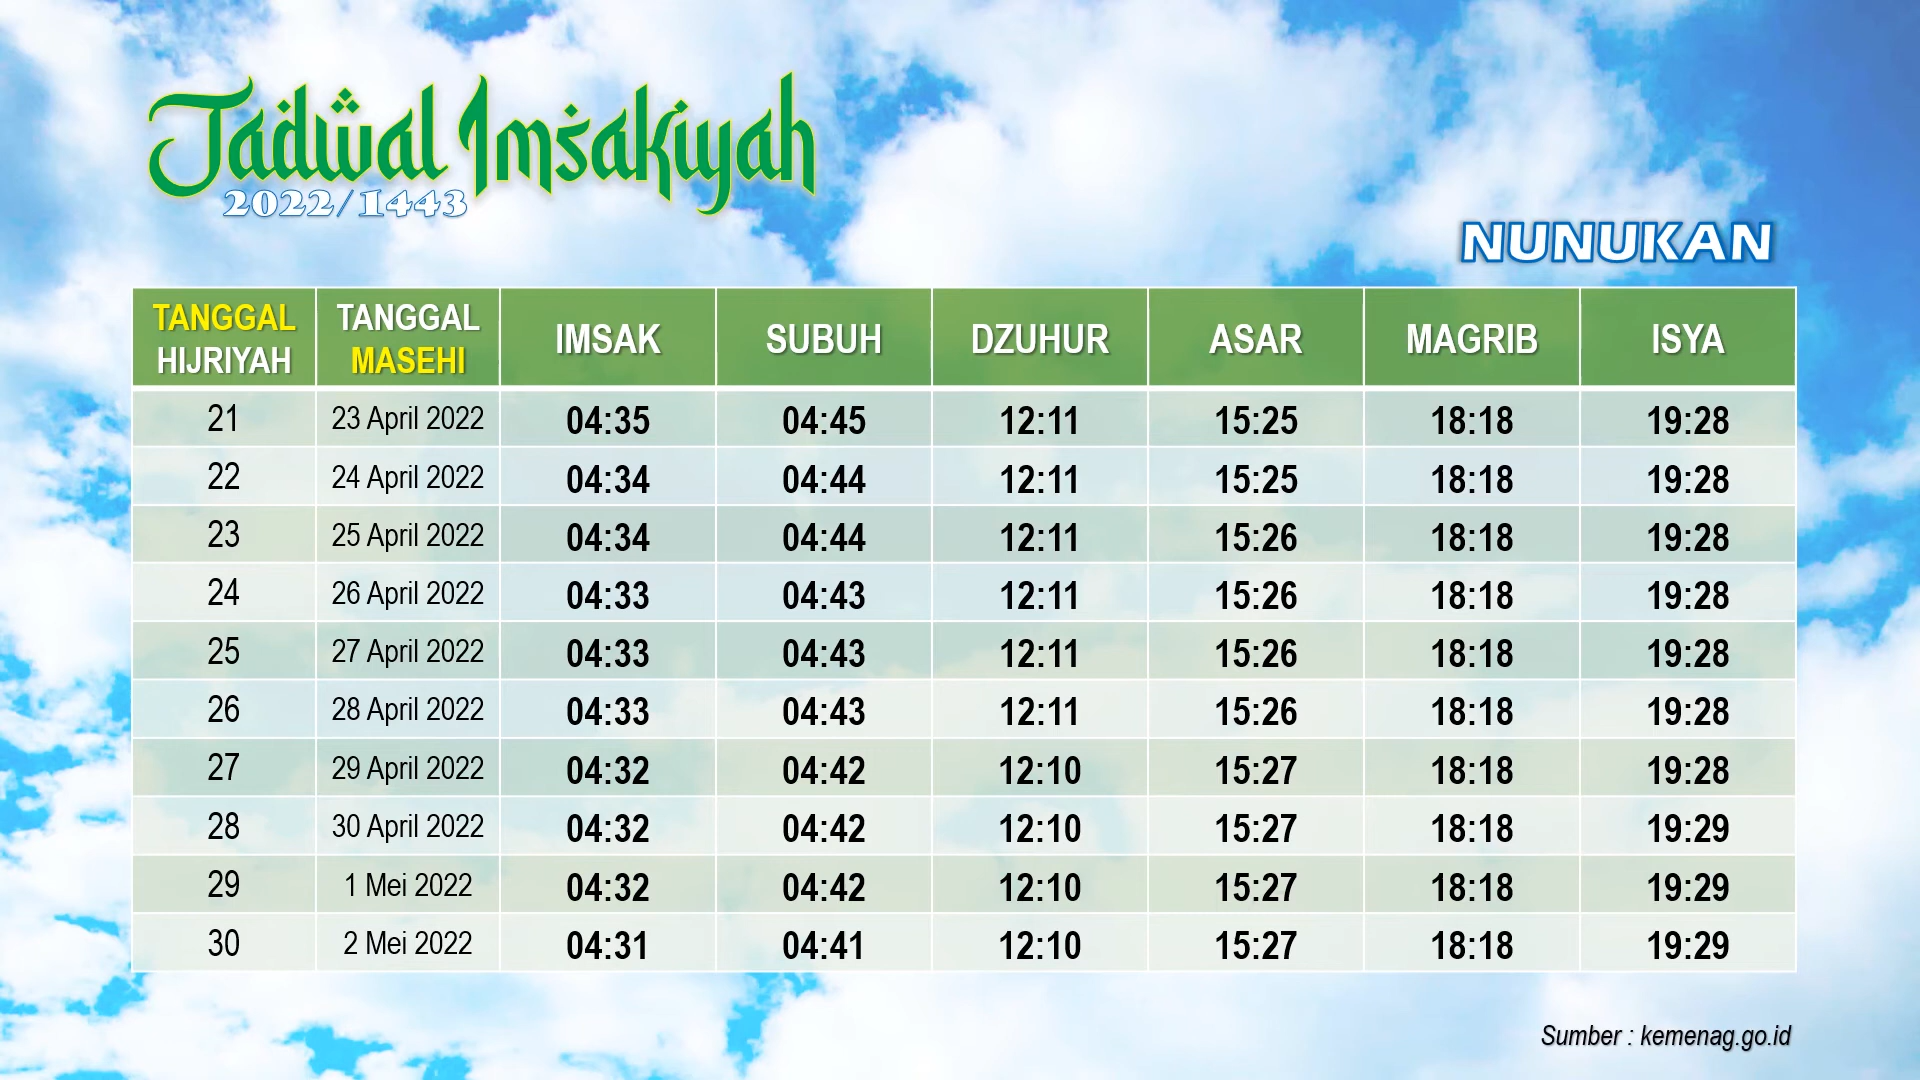 Jadwal Imsakiyah
2022/1443
NUNUKAN
TANGGAL HIJRIYAH TANGGAL MASEHI IMSAK SUBUH DZUHUR ASAR MAGRIB ISYA
21 23 April 2022 04:35 04:45 12:11 15:25 18:18 19:28
22 24 April 2022 04:34 04:44 12:11 15:25 18:18 19:28
23 25 April 2022 04:34 04:44 12:11 15:26 18:18 19:28
24 26 April 2022 04:33 04:43 12:11 15:26 18:18 19:28
25 27 April 2022 04:33 04:43 12:11 15:26 18:18 19:28
26 28 April 2022 04:33 04:43 12:11 15:26 18:18 19:28
27 29 April 2022 04:32 04:42 12:10 15:27 18:18 19:28
28 30 April 2022 04:32 04:42 12:10 15:27 18:18 19:29
29 1 Mei 2022 04:32 04:42 12:10 15:27 18:18 19:29
30 2 Mei 2022 04:31 04:41 12:10 15:27 18:18 19:29
Sumber : kemenag.go.id